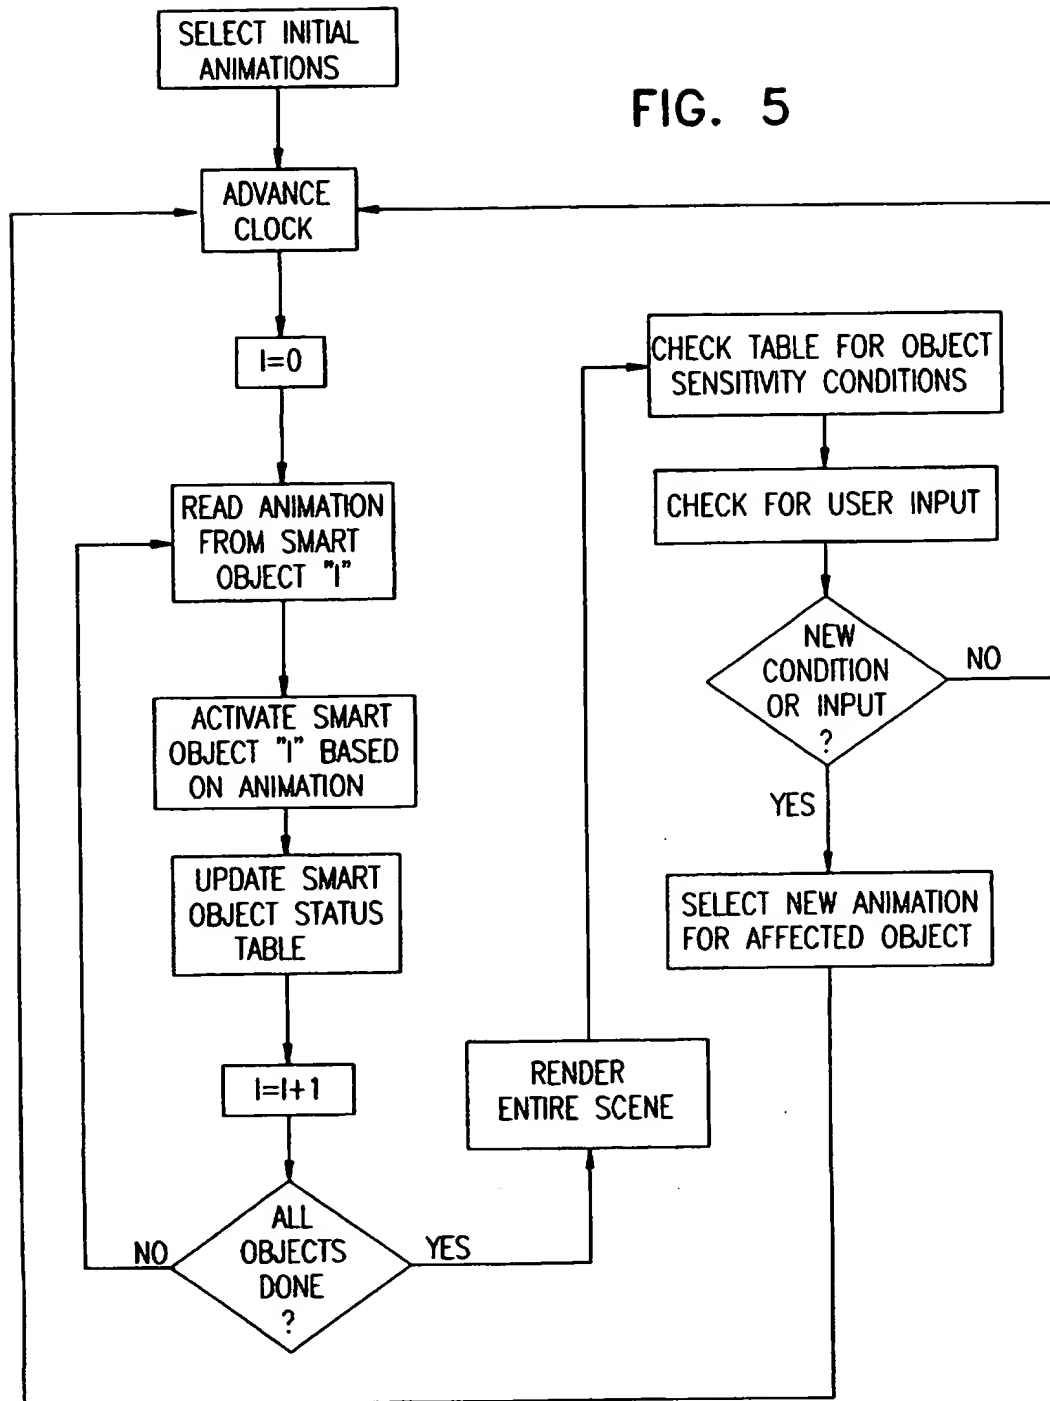 SELECT INITIAL
ANIMATIONS
FIG. 5
ADVANCE
CLOCK
I=0
READ ANIMATION
FROM SMART
OBJECT "I"
ACTIVATE SMART
OBJECT "I" BASED
ON ANIMATION
UPDATE SMART
OBJECT STATUS
TABLE
I=I+1
ALL
OBJECTS
DONE
?
NO
YES
RENDER
ENTIRE SCENE
CHECK TABLE FOR OBJECT
SENSITIVITY CONDITIONS
CHECK FOR USER INPUT
NEW
CONDITION
OR INPUT
?
NO
YES
SELECT NEW ANIMATION
FOR AFFECTED OBJECT